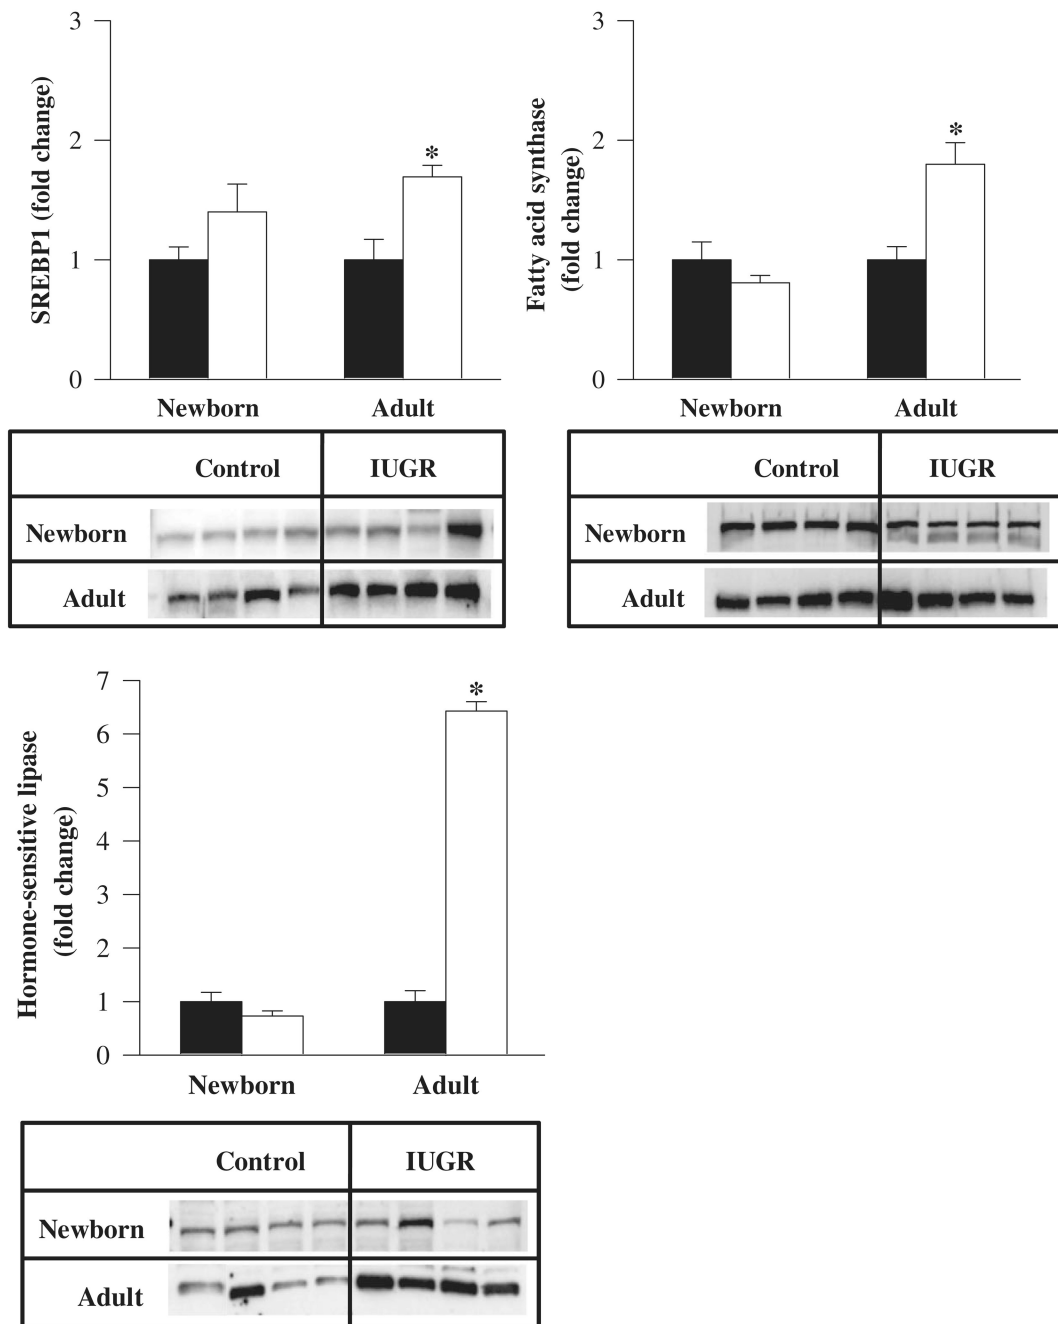 SREBP1 (fold change)
3
2
1
0
*
Newborn
Adult
Control
IUGR
Newborn
Adult
Fatty acid synthase
(fold change)
3
2
1
0
*
Newborn
Adult
Control
IUGR
Newborn
Adult
Hormone-sensitive lipase
(fold change)
7
6
5
4
3
2
1
0
*
Newborn
Adult
Control
IUGR
Newborn
Adult